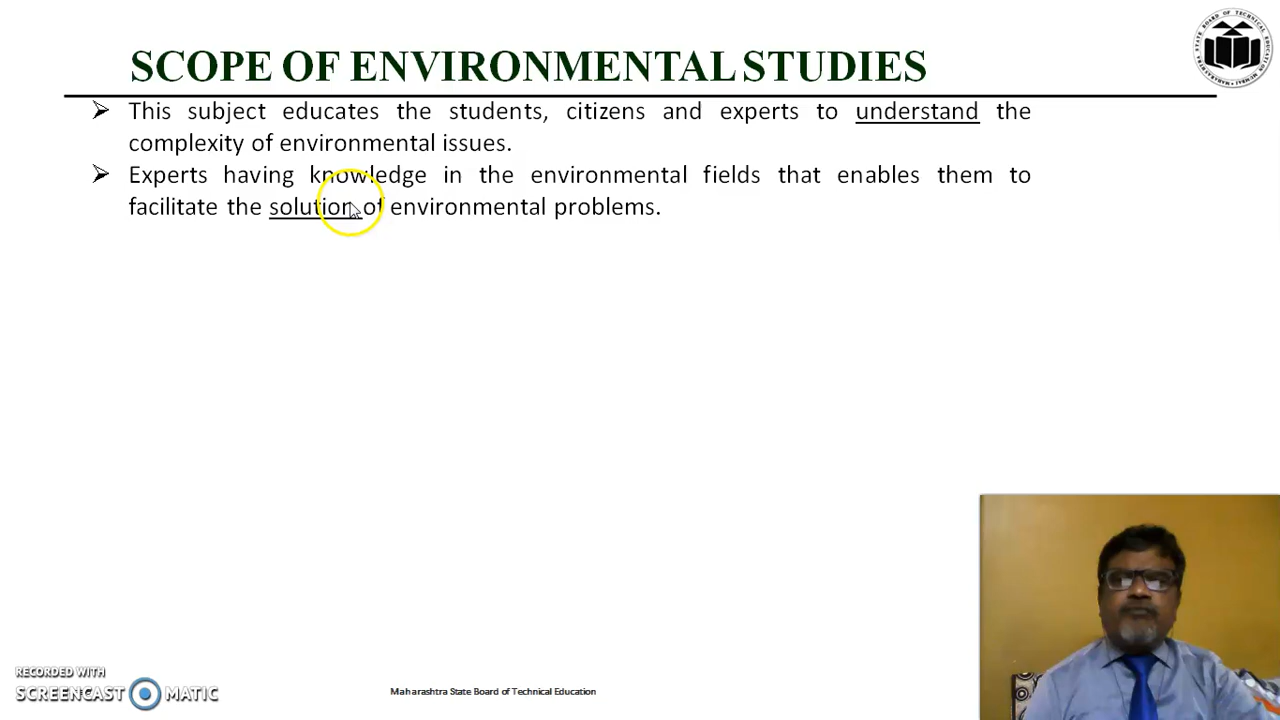 SCOPE OF ENVIRONMENTAL STUDIES
This subject educates the students, citizens and experts to understand the
complexity of environmental issues.
Experts having knowledge in the environmental fields that enables them to
facilitate the solution of environmental problems.
RECORDED WITH
SCREENCAST MATIC
Maharashtra State Board of Technical Education